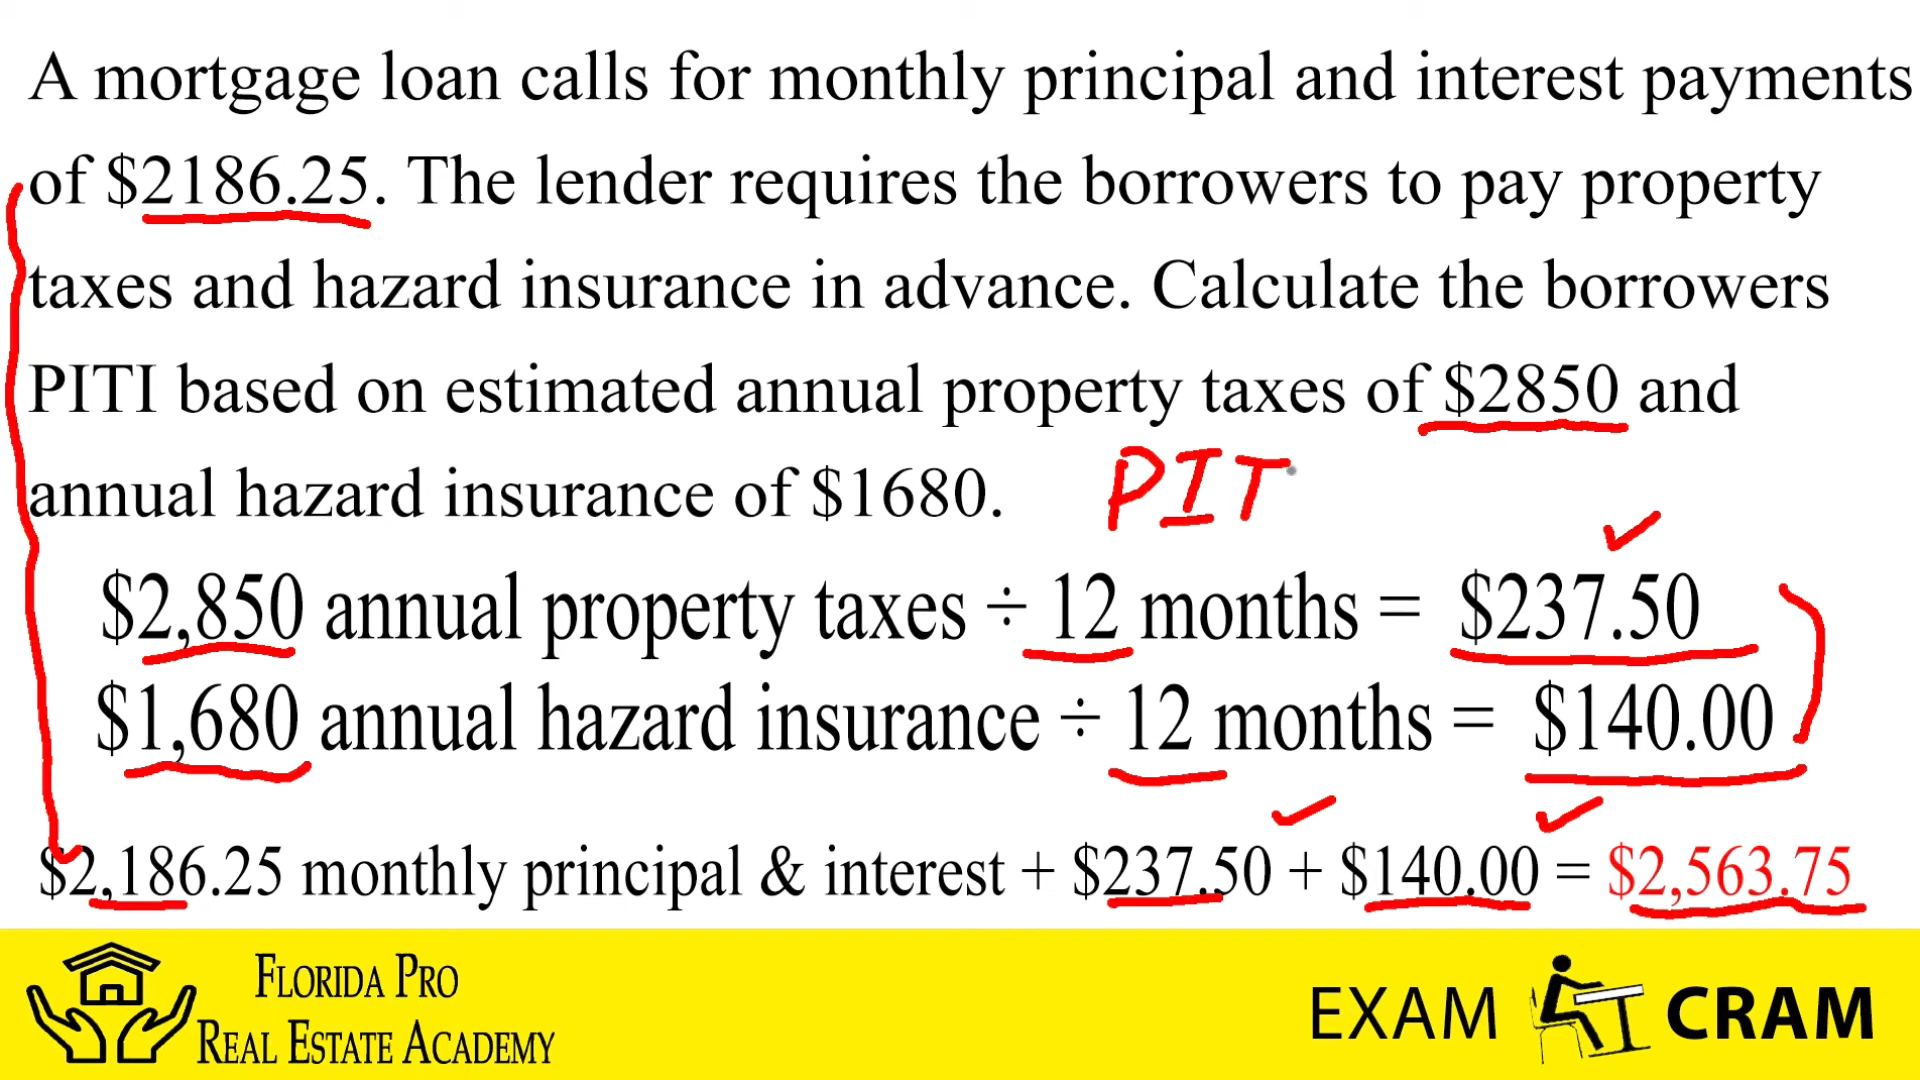 A mortgage loan calls for monthly principal and interest payments
of $2186.25. The lender requires the borrowers to pay property
taxes and hazard insurance in advance. Calculate the borrowers
PITI based on estimated annual property taxes of $2850 and
annual hazard insurance of $1680.
PIT
$2,850 annual property taxes ÷ 12 months = $237.50
$1,680 annual hazard insurance ÷ 12 months = $140.00
$2,186.25 monthly principal & interest + $237.50 + $140.00 = $2,563.75
FLORIDA PRO
REAL ESTATE ACADEMY
EXAM CRAM